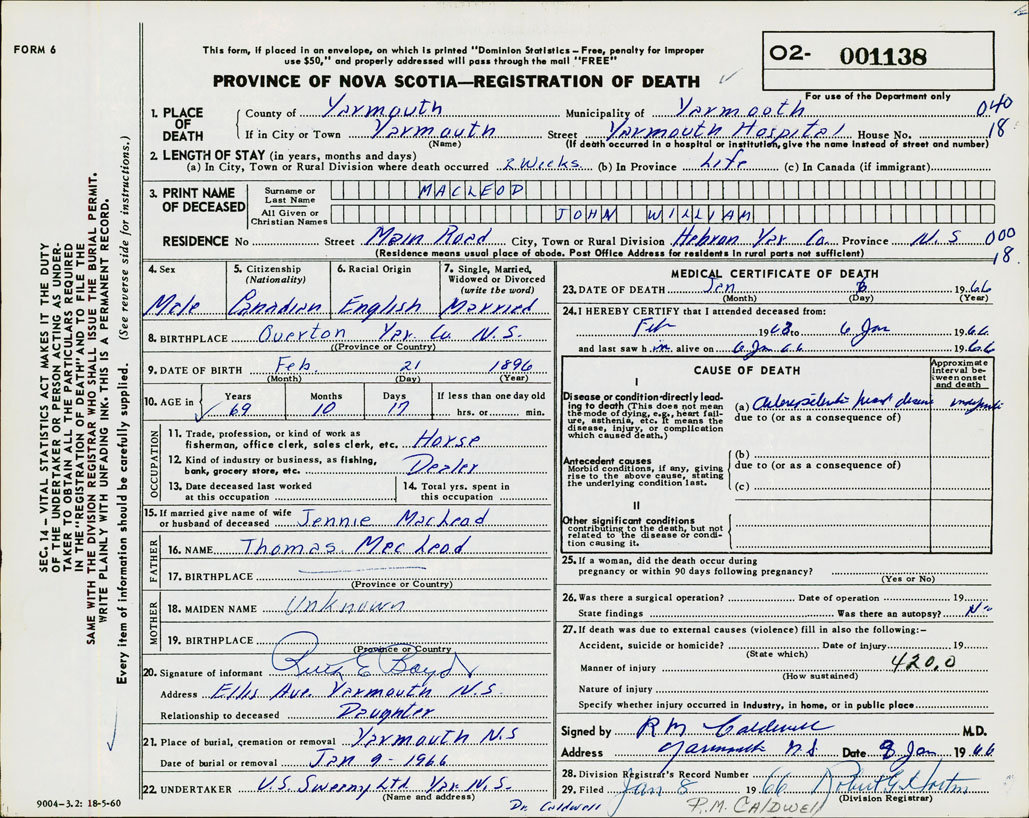 FORM 6
This form, if placed in an envelope, on which is printed "Dominion Statistics – Free, penalty for improper
use $50," and properly addressed will pass through the mail "FREE"
PROVINCE OF NOVA SCOTIA—REGISTRATION OF DEATH
O2- 001138
For use of the Department only
1. PLACE OF DEATH
County of Yarmouth Municipality of Yarmouth 040
If in City or Town Yarmouth Street Yarmouth Hospital House No. 18
(Name) (If death occurred in a hospital or institution, give the name instead of street and number)
2. LENGTH OF STAY (in years, months and days)
(a) In City, Town or Rural Division where death occurred 2 Weeks (b) In Province Life (c) In Canada (if immigrant)
3. PRINT NAME OF DECEASED
Surname or Last Name MACLEOD
All Given or Christian Names JOHN WILLIAM
RESIDENCE No Street Main Road City, Town or Rural Division Hebron Yar Co. Province N.S 000
(Residence means usual place of abode. Post Office Address for residents in rural parts not sufficient) 18.
4. Sex Male
5. Citizenship (Nationality) Canadian
6. Racial Origin English
7. Single, Married, Widowed or Divorced (write the word) Married
8. BIRTHPLACE Overton Yar Co. N.S.
(Province or Country)
9. DATE OF BIRTH Feb. 21 1896
(Month) (Day) (Year)
10. AGE in Years 69 Months 10 Days 17 If less than one day old hrs. or min.
OCCUPATION
11. Trade, profession, or kind of work as fisherman, office clerk, sales clerk, etc. Horse
12. Kind of industry or business, as fishing, bank, grocery store, etc. Dealer
13. Date deceased last worked at this occupation
14. Total yrs. spent in this occupation
15. If married give name of wife or husband of deceased Jennie MacLeod
FATHER
16. NAME Thomas MacLeod
17. BIRTHPLACE
(Province or Country)
MOTHER
18. MAIDEN NAME Unknown
19. BIRTHPLACE
(Province or Country
20. Signature of informant Ruth E Boyd
Address Ellis Ave. Yarmouth N.S.
Relationship to deceased Daughter
21. Place of burial, cremation or removal Yarmouth N.S
Date of burial or removal Jan 9 - 1966
22. UNDERTAKER V.S. Sweeny Ltd Yar N.S.
(Name and address)
9004–3.2: 18-5-60
Dr. Caldwell
MEDICAL CERTIFICATE OF DEATH
23. DATE OF DEATH Jan 8 1966
(Month) (Day) (Year)
24. I HEREBY CERTIFY that I attended deceased from:
Feb 19 to 6 Jan 1966
and last saw him alive on 6 Jan 66 1966
CAUSE OF DEATH
Approximate interval between onset and death
I
Disease or condition directly leading to death (This does not mean the mode of dying, e.g., heart failure, asthenia, etc. It means the disease, injury, or complication which caused death.)
(a) Arteriosclerotic heart disease
due to (or as a consequence of)
Antecedent causes
Morbid conditions, if any, giving rise to the above cause, stating the underlying condition last.
(b)
due to (or as a consequence of)
(c)
II
Other significant conditions
contributing to the death, but not related to the disease or condition causing it.
25. If a woman, did the death occur during pregnancy or within 90 days following pregnancy?
(Yes or No)
26. Was there a surgical operation? Date of operation 19
State findings Was there an autopsy? No
27. If death was due to external causes (violence) fill in also the following:–
Accident, suicide or homicide? Date of injury 19
(State which)
Manner of injury 420.0
(How sustained)
Nature of injury
Specify whether injury occurred in industry, in home, or in public place
Signed by RM Caldwell M.D.
Address Yarmouth N.S. Date 8 Jan 1966
28. Division Registrar's Record Number
29. Filed Jan 8 1966 Robert G Horton
(Division Registrar)
R.M. CALDWELL
SEC. 14 – VITAL STATISTICS ACT MAKES IT THE DUTY
OF THE UNDERTAKER OR PERSON ACTING AS UNDER-
TAKER TO OBTAIN ALL THE PARTICULARS REQUIRED
IN THE "REGISTRATION OF DEATH" AND TO FILE THE
SAME WITH THE DIVISION REGISTRAR WHO SHALL ISSUE THE BURIAL PERMIT.
WRITE PLAINLY WITH UNFADING INK. THIS IS A PERMANENT RECORD.
Every item of information should be carefully supplied. (See reverse side for instructions.)